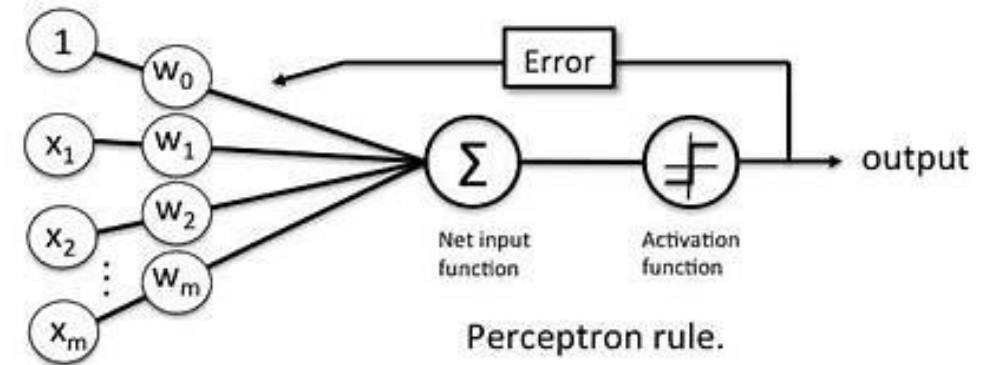 1
w0
Error
x1
w1
Σ
output
x2
w2
Net input
function
Activation
function
wm
xm
Perceptron rule.